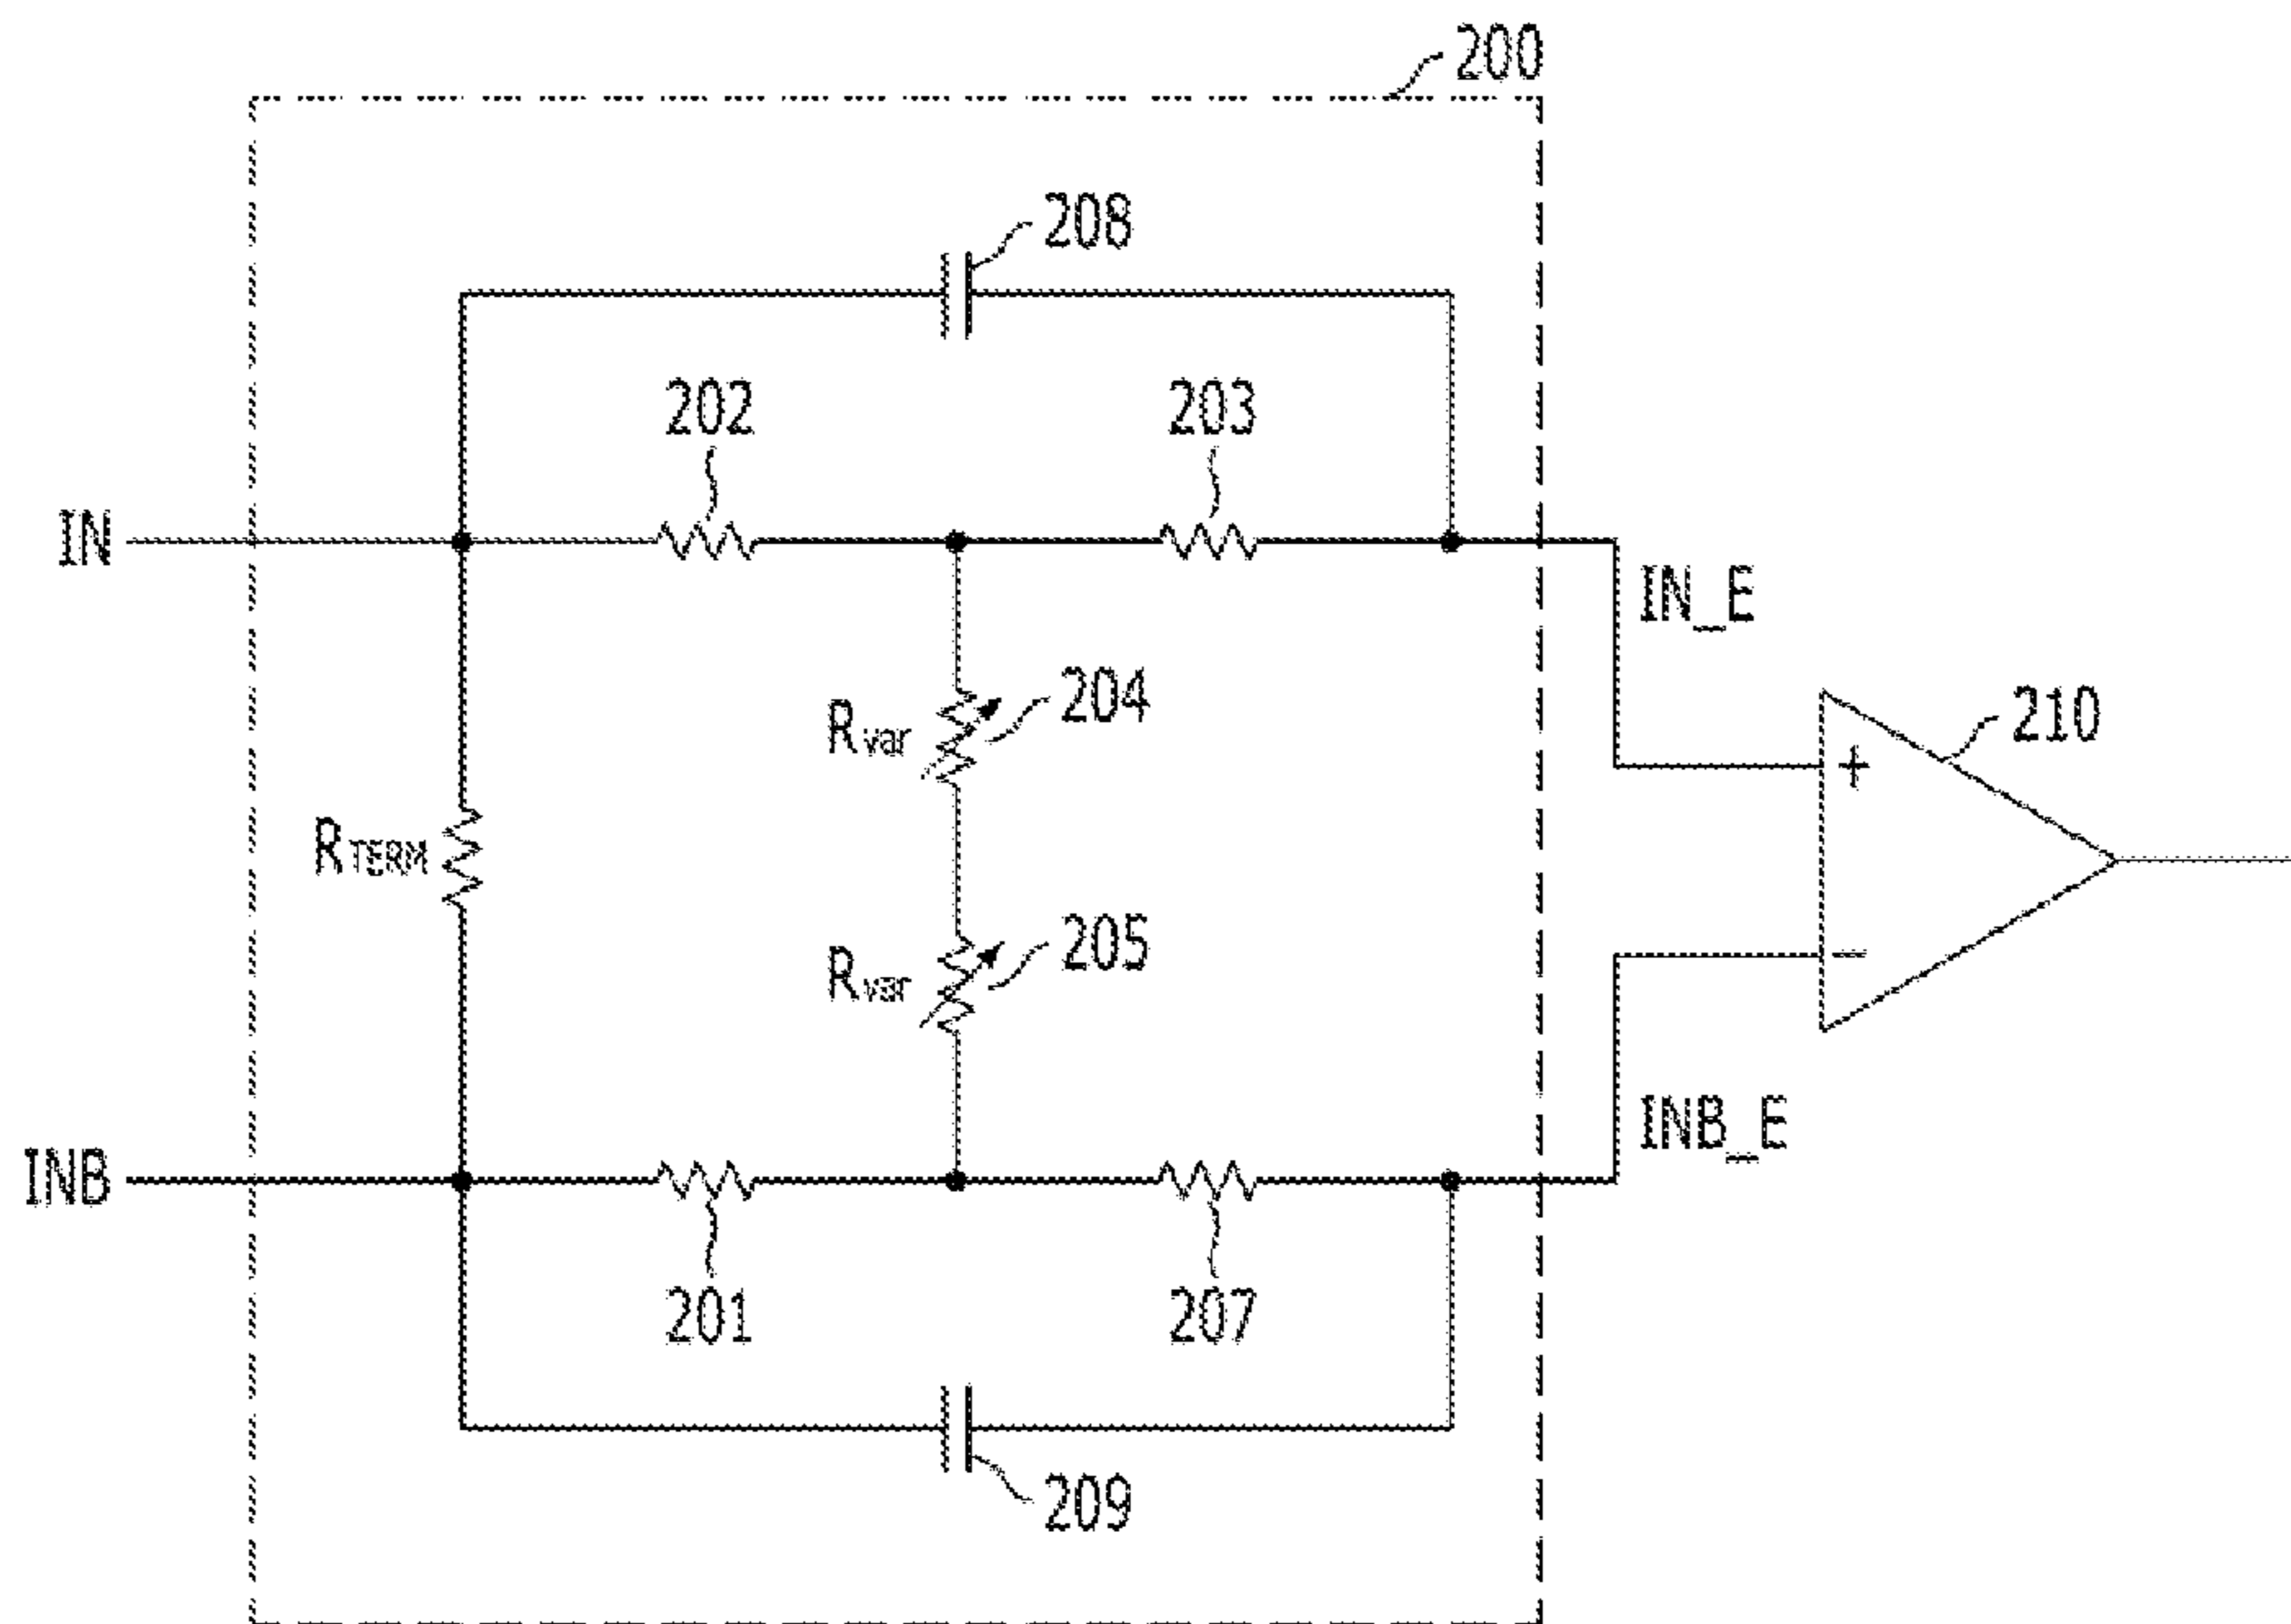 200
208
202 203
IN
IN_E
Rvar 204
210
+
RTERM
Rvar 205
−
INB_E
INB
201 207
209